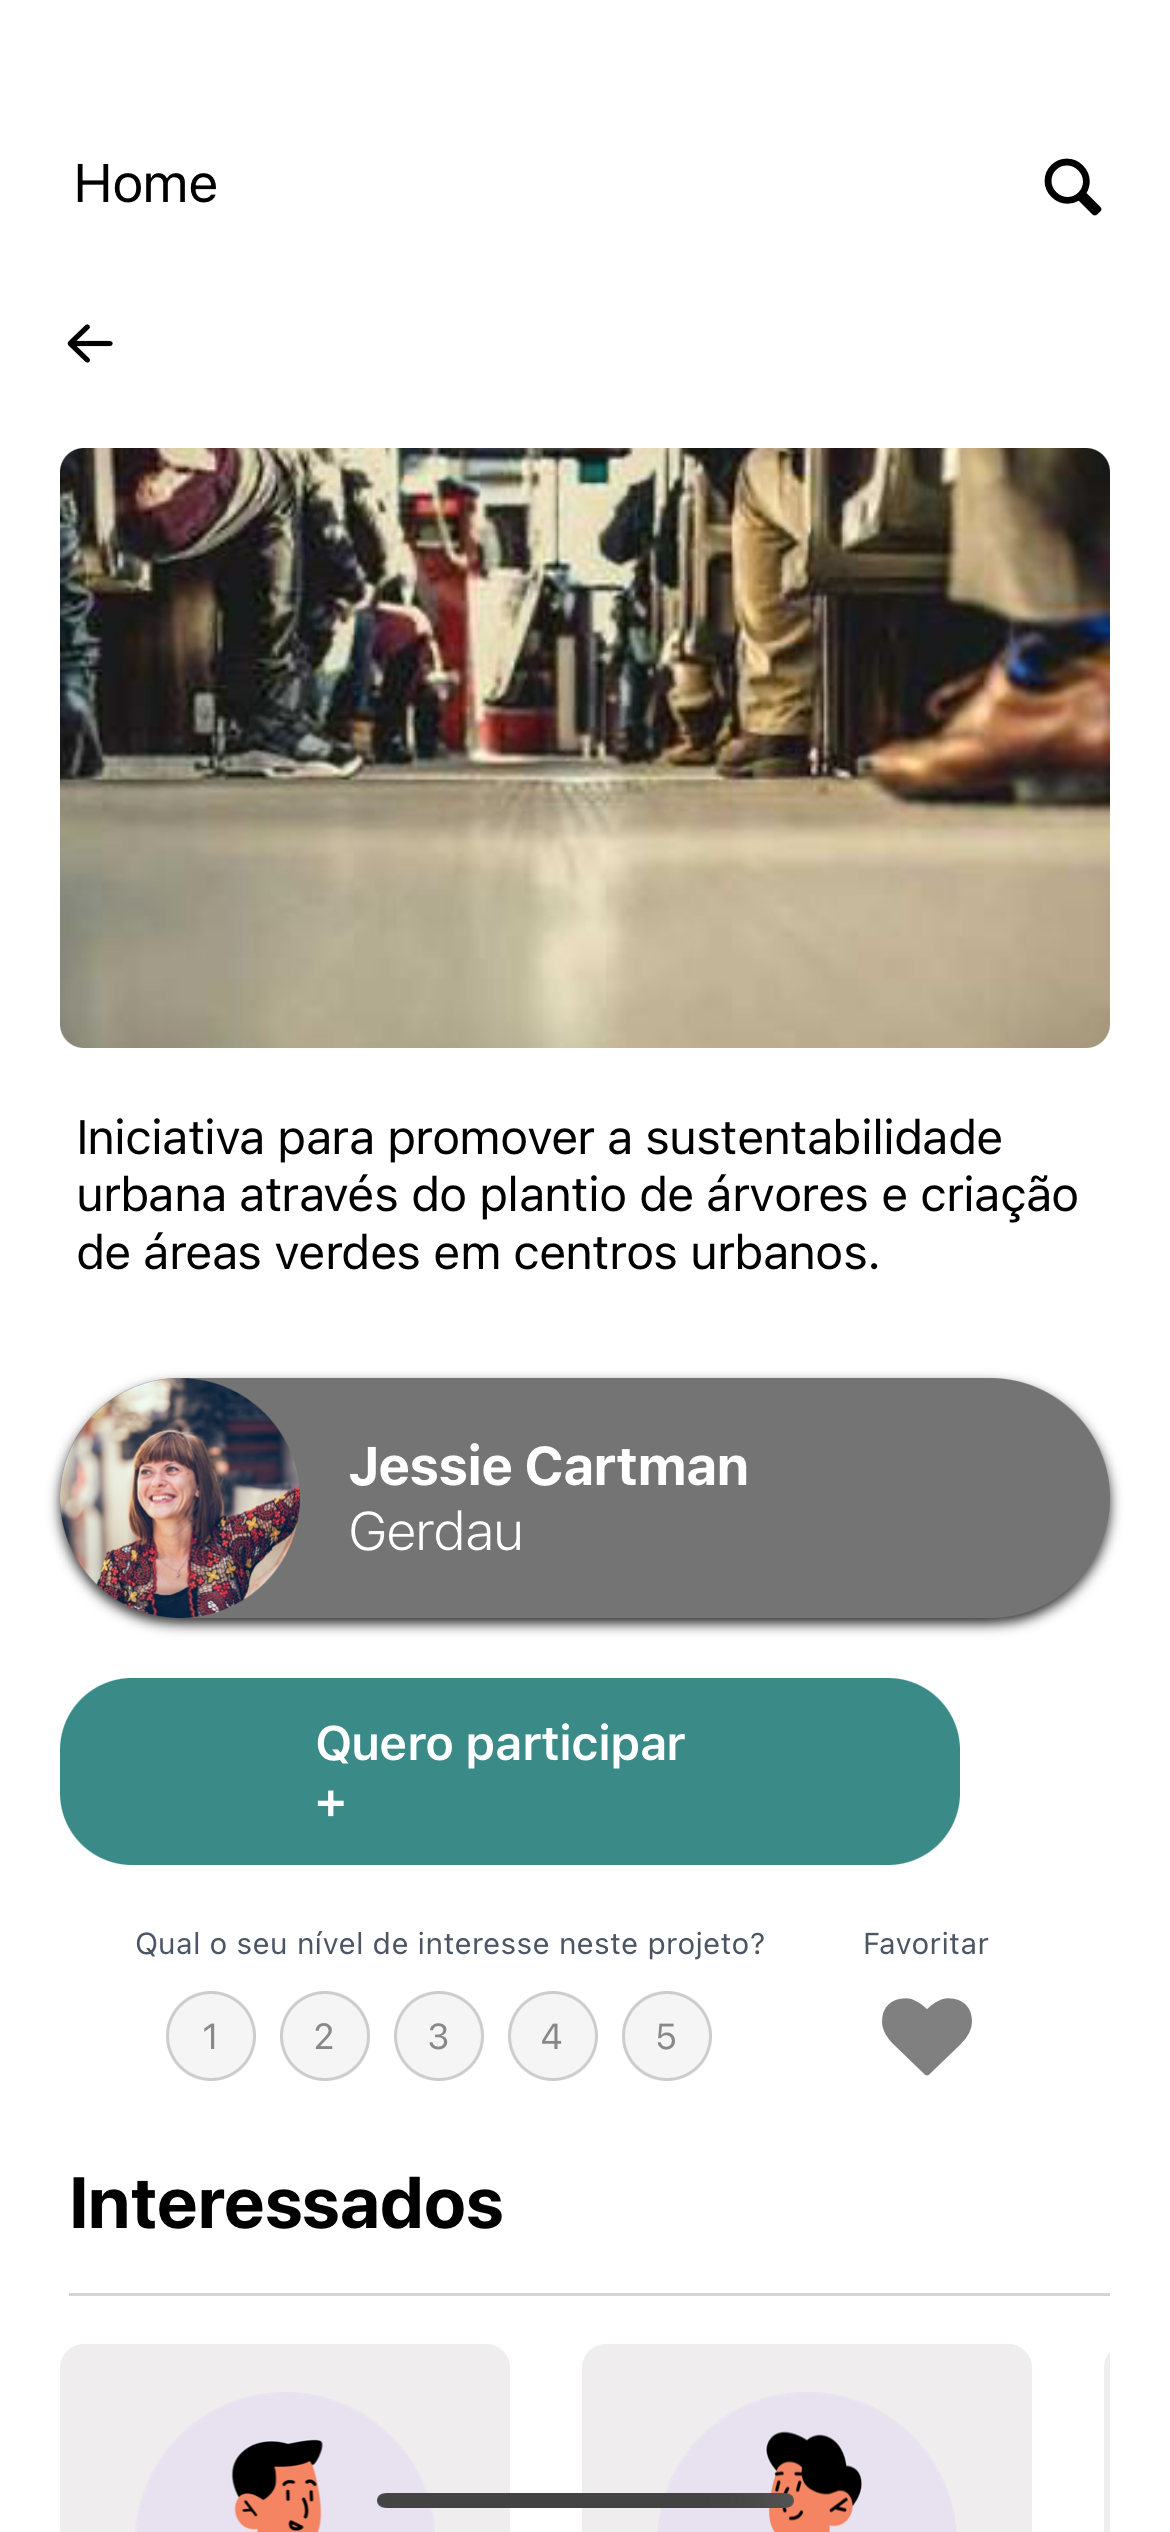 Home
Iniciativa para promover a sustentabilidade
urbana através do plantio de árvores e criação
de áreas verdes em centros urbanos.
Jessie Cartman
Gerdau
Quero participar
+
Qual o seu nível de interesse neste projeto? Favoritar
1 2 3 4 5
Interessados